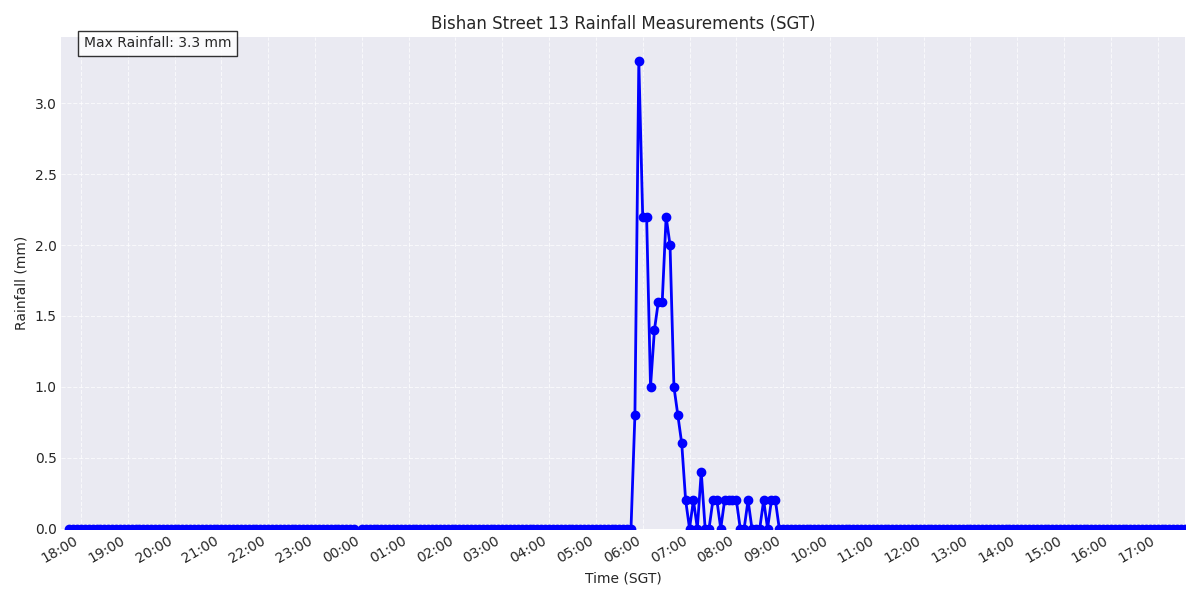 Bishan Street 13 Rainfall Measurements (SGT)
Max Rainfall: 3.3 mm
Rainfall (mm)
3.0
2.5
2.0
1.5
1.0
0.5
0.0
18:00 19:00 20:00 21:00 22:00 23:00 00:00 01:00 02:00 03:00 04:00 05:00 06:00 07:00 08:00 09:00 10:00 11:00 12:00 13:00 14:00 15:00 16:00 17:00
Time (SGT)